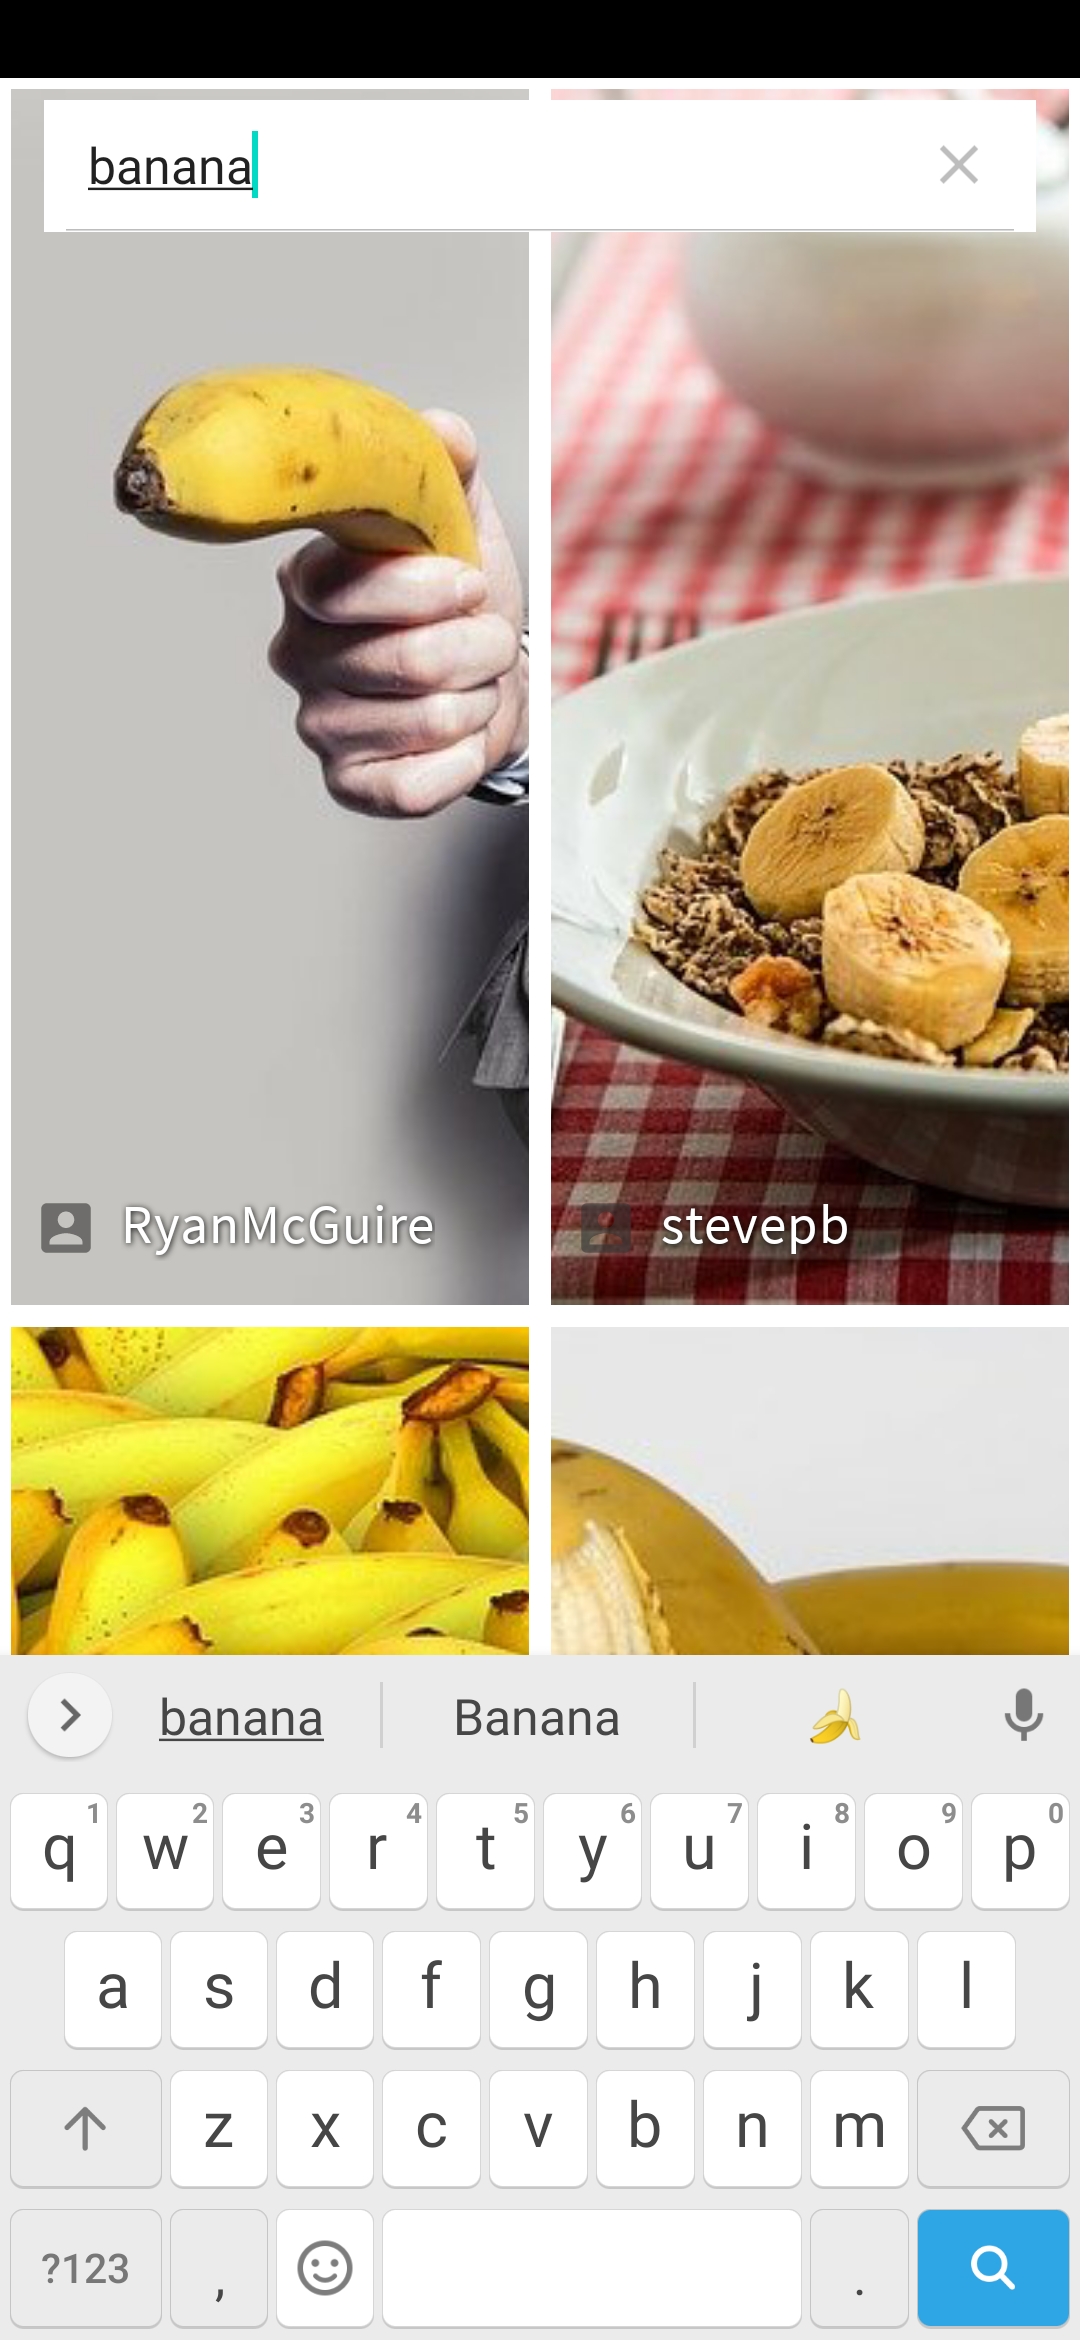 banana
RyanMcGuire
stevepb
banana Banana
1 2 3 4 5 6 7 8 9 0
q w e r t y u i o p
a s d f g h j k l
z x c v b n m
?123 , .